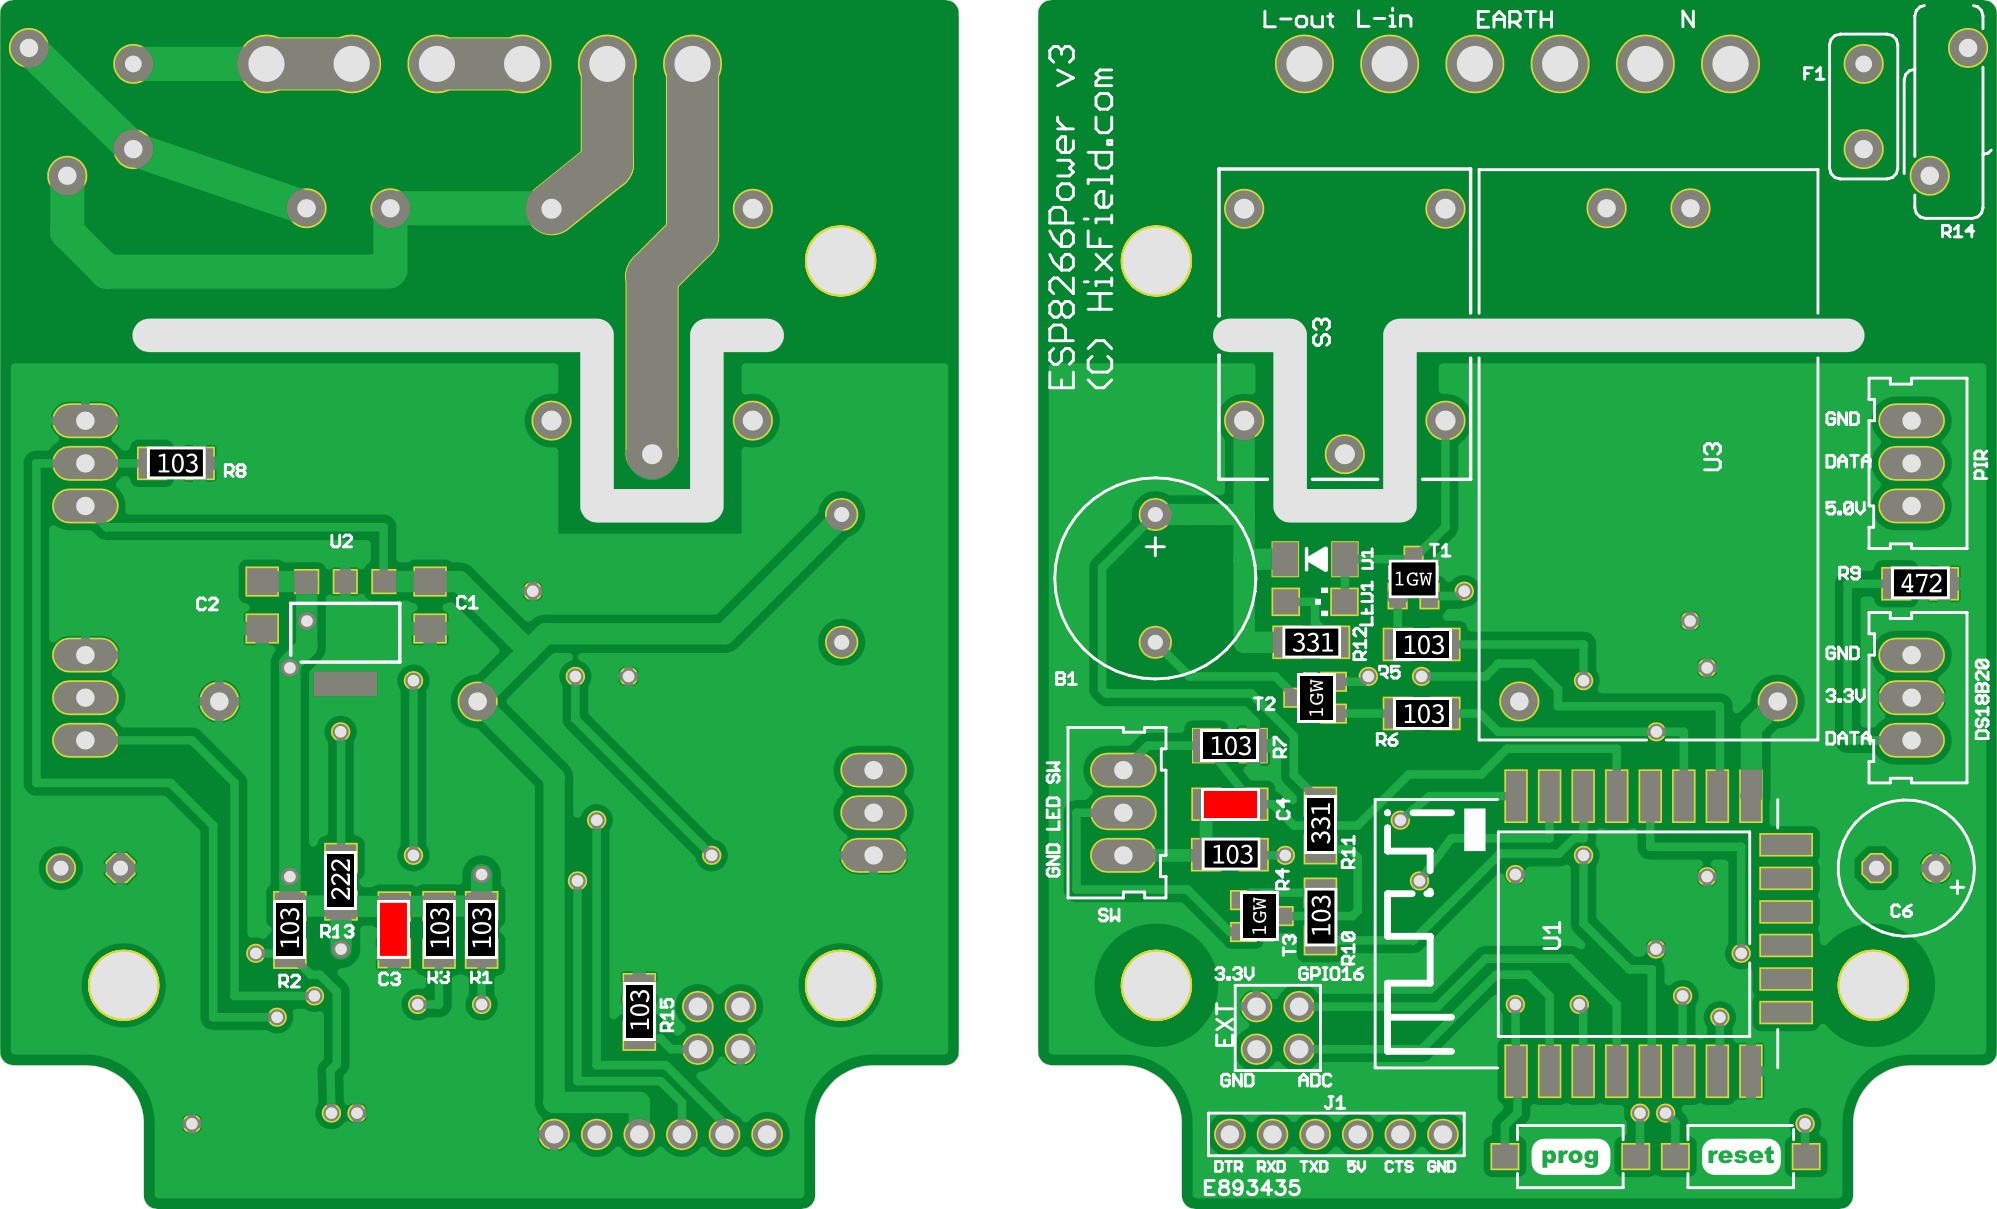 103
R8
U2
C2
C1
222
103
103
103
R13
R2
C3
R3
R1
103
R15
L-out
L-in
EARTH
N
ESP8266Power v3
(C) HixField.com
F1
R14
S3
U3
GND
DATA
5.0V
PIR
T1
1GW
LED1
R9
472
331
R12
103
R5
B1
T2
1GW
103
R6
GND
3.3V
DATA
DS18B20
103
R7
SW
LED
GND
C4
331
R11
103
R4
SW
1GW
T3
103
R10
U1
C6
3.3V
GPIO16
EXT
GND
ADC
J1
DTR
RXD
TXD
5V
CTS
GND
E893435
prog
reset